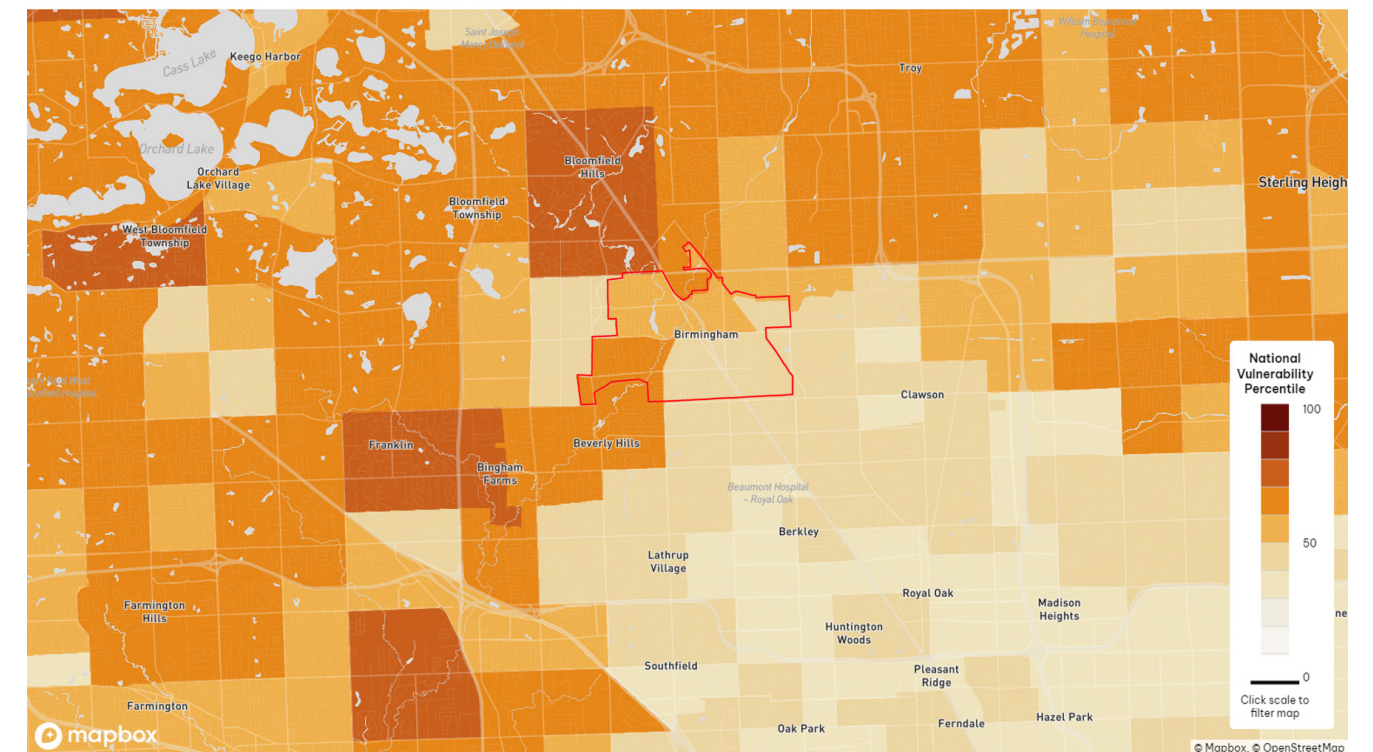 Saint Joseph
Mercy Oakland
William Beaumont
Hospital
Keego Harbor
Cass Lake
Troy
Orchard Lake
Bloomfield
Hills
Orchard
Lake Village
Sterling Heigh
Bloomfield
Township
West Bloomfield
Township
Birmingham
National
Vulnerability
Percentile
100
50
0
Click scale to
filter map
Hospital
Clawson
Franklin
Beverly Hills
Bingham
Farms
Beaumont Hospital
– Royal Oak
Berkley
Lathrup
Village
Royal Oak
Farmington
Hills
Madison
Heights
ne
Huntington
Woods
Southfield
Pleasant
Ridge
Farmington
Oak Park
Ferndale
Hazel Park
mapbox
© Mapbox, © OpenStreetMap